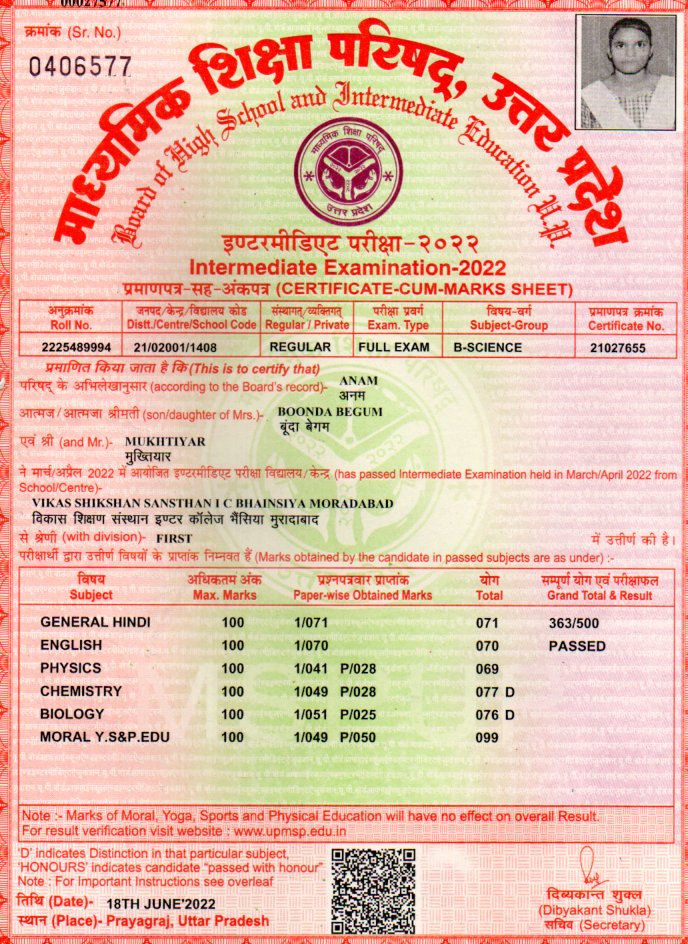 00027577
क्रमांक (Sr. No.)
0406577
माध्यमिक शिक्षा परिषद्, उत्तर प्रदेश
Board of High School and Intermediate Education U.P.
माध्यमिक शिक्षा परिषद्
उत्तर प्रदेश
इण्टरमीडिएट परीक्षा-२०२२
Intermediate Examination-2022
प्रमाणपत्र-सह-अंकपत्र (CERTIFICATE-CUM-MARKS SHEET)
अनुक्रमांक जनपद/केन्द्र/विद्यालय कोड संस्थागत/व्यक्तिगत परीक्षा प्रवर्ग विषय-वर्ग प्रमाणपत्र क्रमांक
Roll No. Distt./Centre/School Code Regular / Private Exam. Type Subject-Group Certificate No.
2225489994 21/02001/1408 REGULAR FULL EXAM B-SCIENCE 21027655
प्रमाणित किया जाता है कि (This is to certify that)
परिषद् के अभिलेखानुसार (according to the Board's record)- ANAM
अनम
आत्मज/आत्मजा श्रीमती (son/daughter of Mrs.)- BOONDA BEGUM
बूंदा बेगम
एवं श्री (and Mr.)- MUKHTIYAR
मुख्तियार
ने मार्च/अप्रैल 2022 में आयोजित इण्टरमीडिएट परीक्षा विद्यालय/केन्द्र (has passed Intermediate Examination held in March/April 2022 from
School/Centre)-
VIKAS SHIKSHAN SANSTHAN I C BHAINSIYA MORADABAD
विकास शिक्षण संस्थान इण्टर कॉलेज भैंसिया मुरादाबाद
से श्रेणी (with division)- FIRST में उत्तीर्ण की है।
परीक्षार्थी द्वारा उत्तीर्ण विषयों के प्राप्तांक निम्नवत हैं (Marks obtained by the candidate in passed subjects are as under) :-
विषय अधिकतम अंक प्रश्नपत्रवार प्राप्तांक योग सम्पूर्ण योग एवं परीक्षाफल
Subject Max. Marks Paper-wise Obtained Marks Total Grand Total & Result
GENERAL HINDI 100 1/071 071 363/500
ENGLISH 100 1/070 070 PASSED
PHYSICS 100 1/041 P/028 069
CHEMISTRY 100 1/049 P/028 077 D
BIOLOGY 100 1/051 P/025 076 D
MORAL Y.S&P.EDU 100 1/049 P/050 099
Note :- Marks of Moral, Yoga, Sports and Physical Education will have no effect on overall Result.
For result verification visit website : www.upmsp.edu.in
'D' indicates Distinction in that particular subject,
'HONOURS' indicates candidate "passed with honour"
Note : For Important Instructions see overleaf
तिथि (Date)- 18TH JUNE'2022
स्थान (Place)- Prayagraj, Uttar Pradesh
दिव्यकान्त शुक्ल
(Dibyakant Shukla)
सचिव (Secretary)